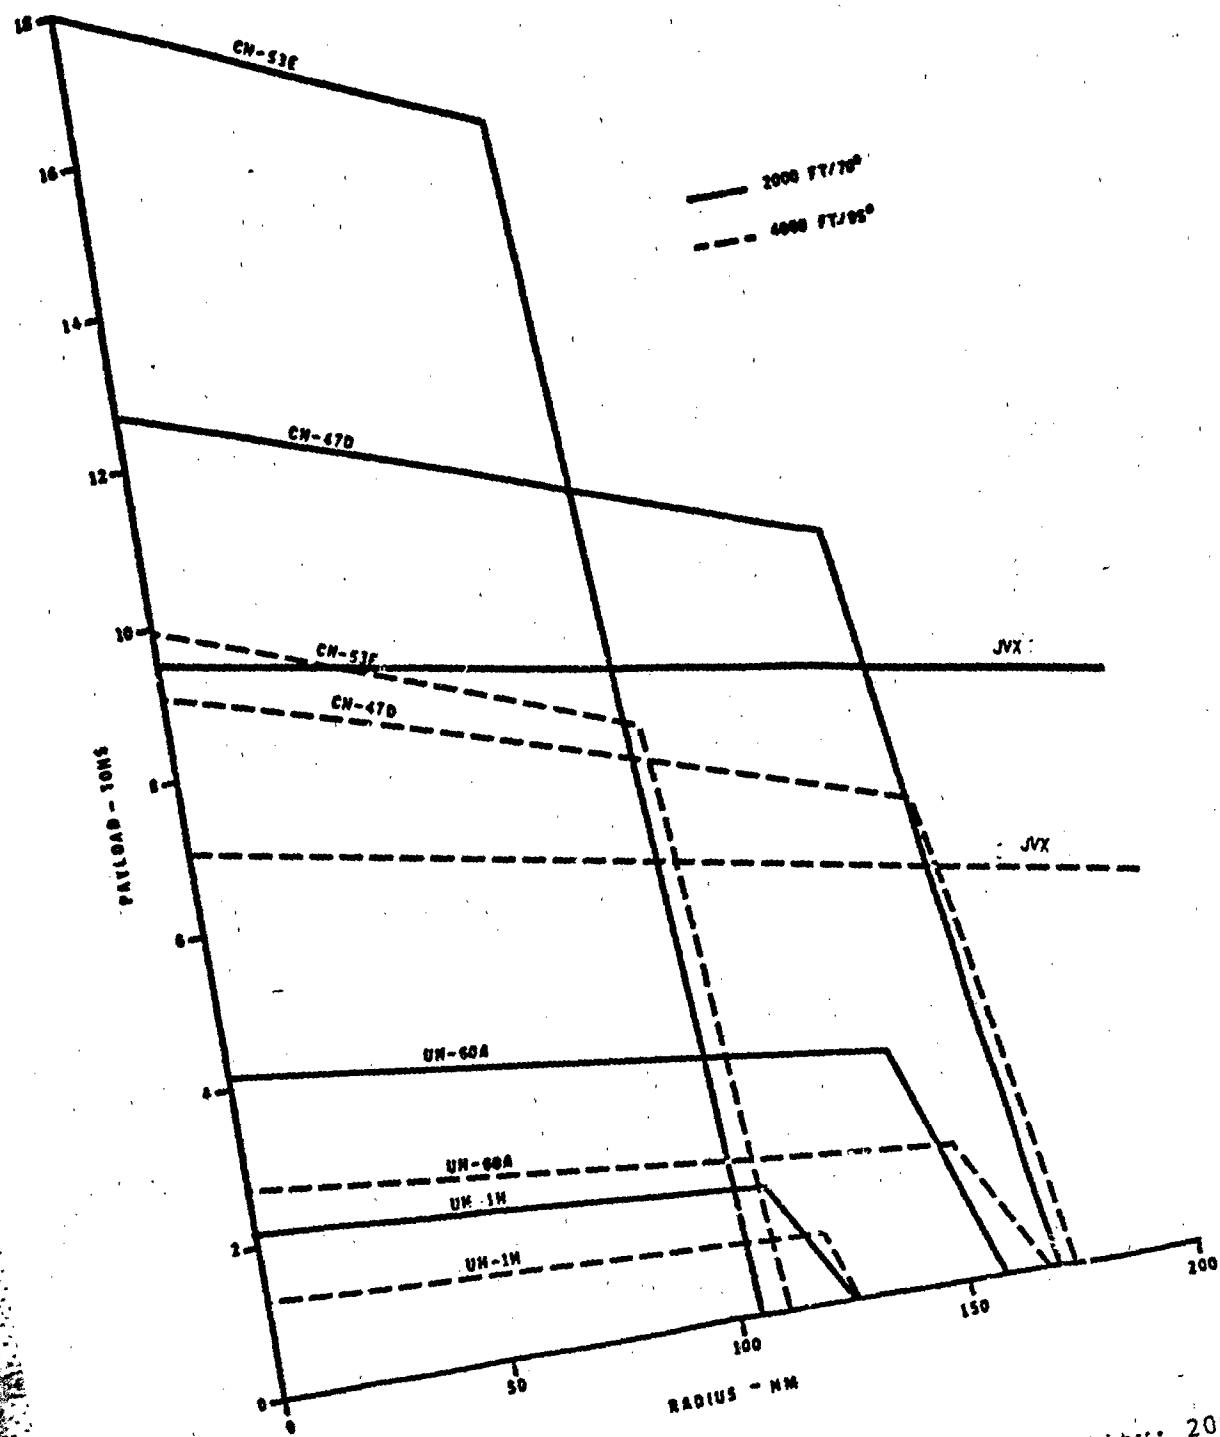 18
CH-53E
16
2000 FT/70°
4000 FT/95°
14
CH-47D
12
10
CH-53E
JVX
CH-47D
8
PAYLOAD - TONS
JVX
6
UH-60A
4
UH-60A
UH-1H
2
UH-1H
0
0
50
100
150
200
RADIUS - NM
20